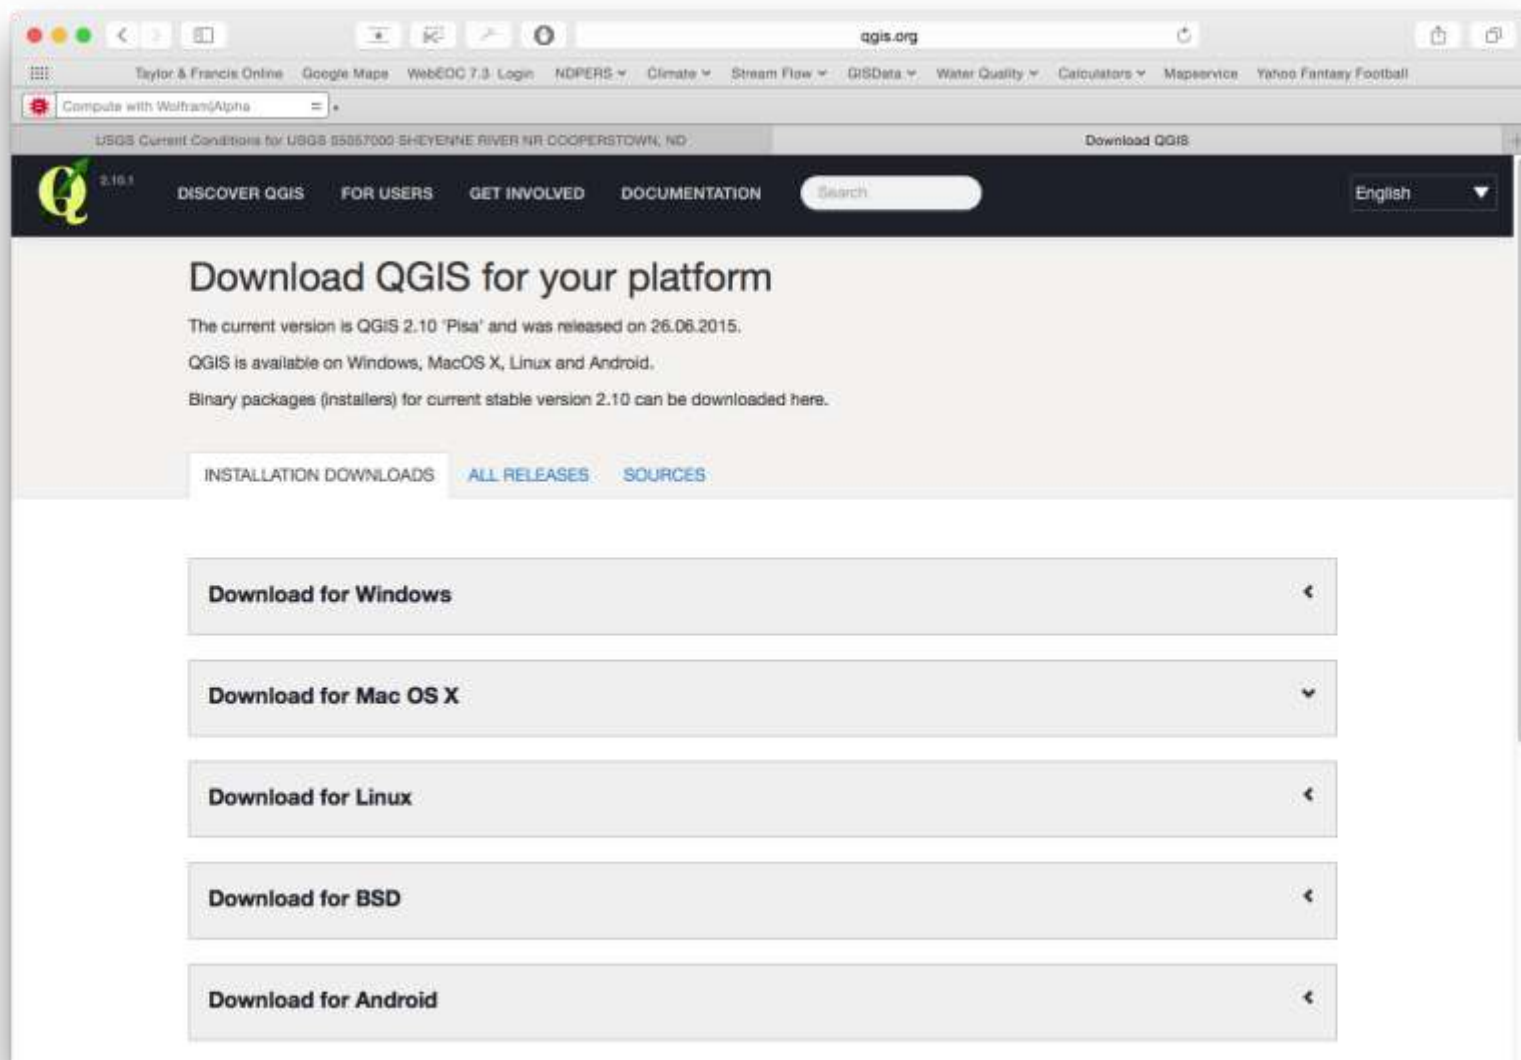 qgis.org
Taylor & Francis Online Google Maps WebEOC 7.3 Login NDPERS Climate Stream Flow GISData Water Quality Calculators Mapservice Yahoo Fantasy Football
Compute with Wolfram|Alpha =
USGS Current Conditions for USGS 05057000 SHEYENNE RIVER NR COOPERSTOWN, ND Download QGIS
2.10.1 DISCOVER QGIS FOR USERS GET INVOLVED DOCUMENTATION Search English
Download QGIS for your platform
The current version is QGIS 2.10 'Pisa' and was released on 26.06.2015.
QGIS is available on Windows, MacOS X, Linux and Android.
Binary packages (installers) for current stable version 2.10 can be downloaded here.
INSTALLATION DOWNLOADS ALL RELEASES SOURCES
Download for Windows
Download for Mac OS X
Download for Linux
Download for BSD
Download for Android